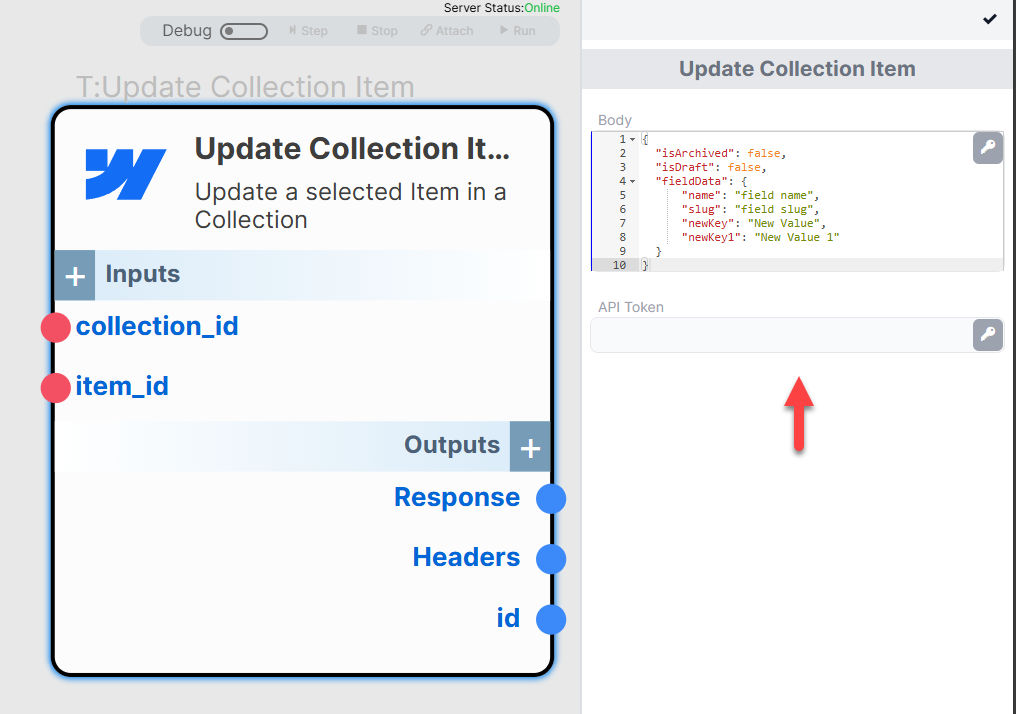 Server Status:Online
Debug Step Stop Attach Run
T:Update Collection Item
Update Collection It...
Update a selected Item in a
Collection
+ Inputs
collection_id
item_id
Outputs +
Response
Headers
id
Update Collection Item
Body
1 {
2 "isArchived": false,
3 "isDraft": false,
4 "fieldData": {
5 "name": "field name",
6 "slug": "field slug",
7 "newKey": "New Value",
8 "newKey1": "New Value 1"
9 }
10 }
API Token